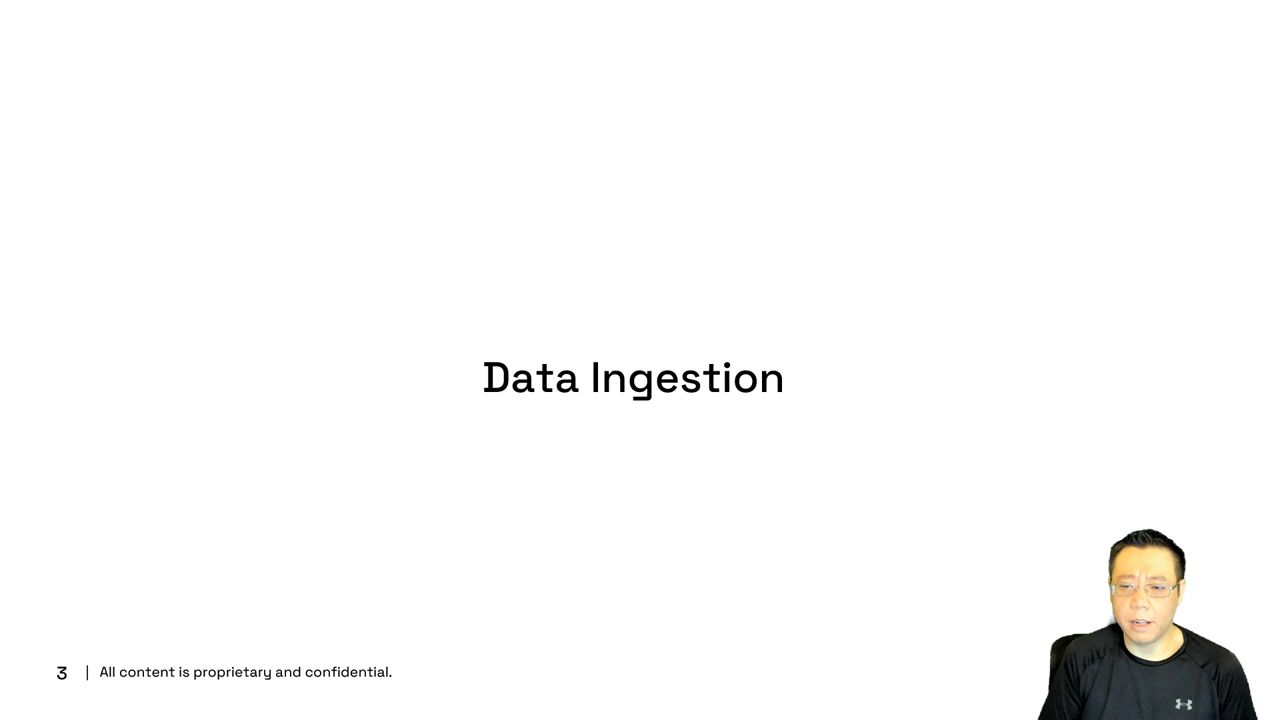 Data Ingestion
3 | All content is proprietary and confidential.